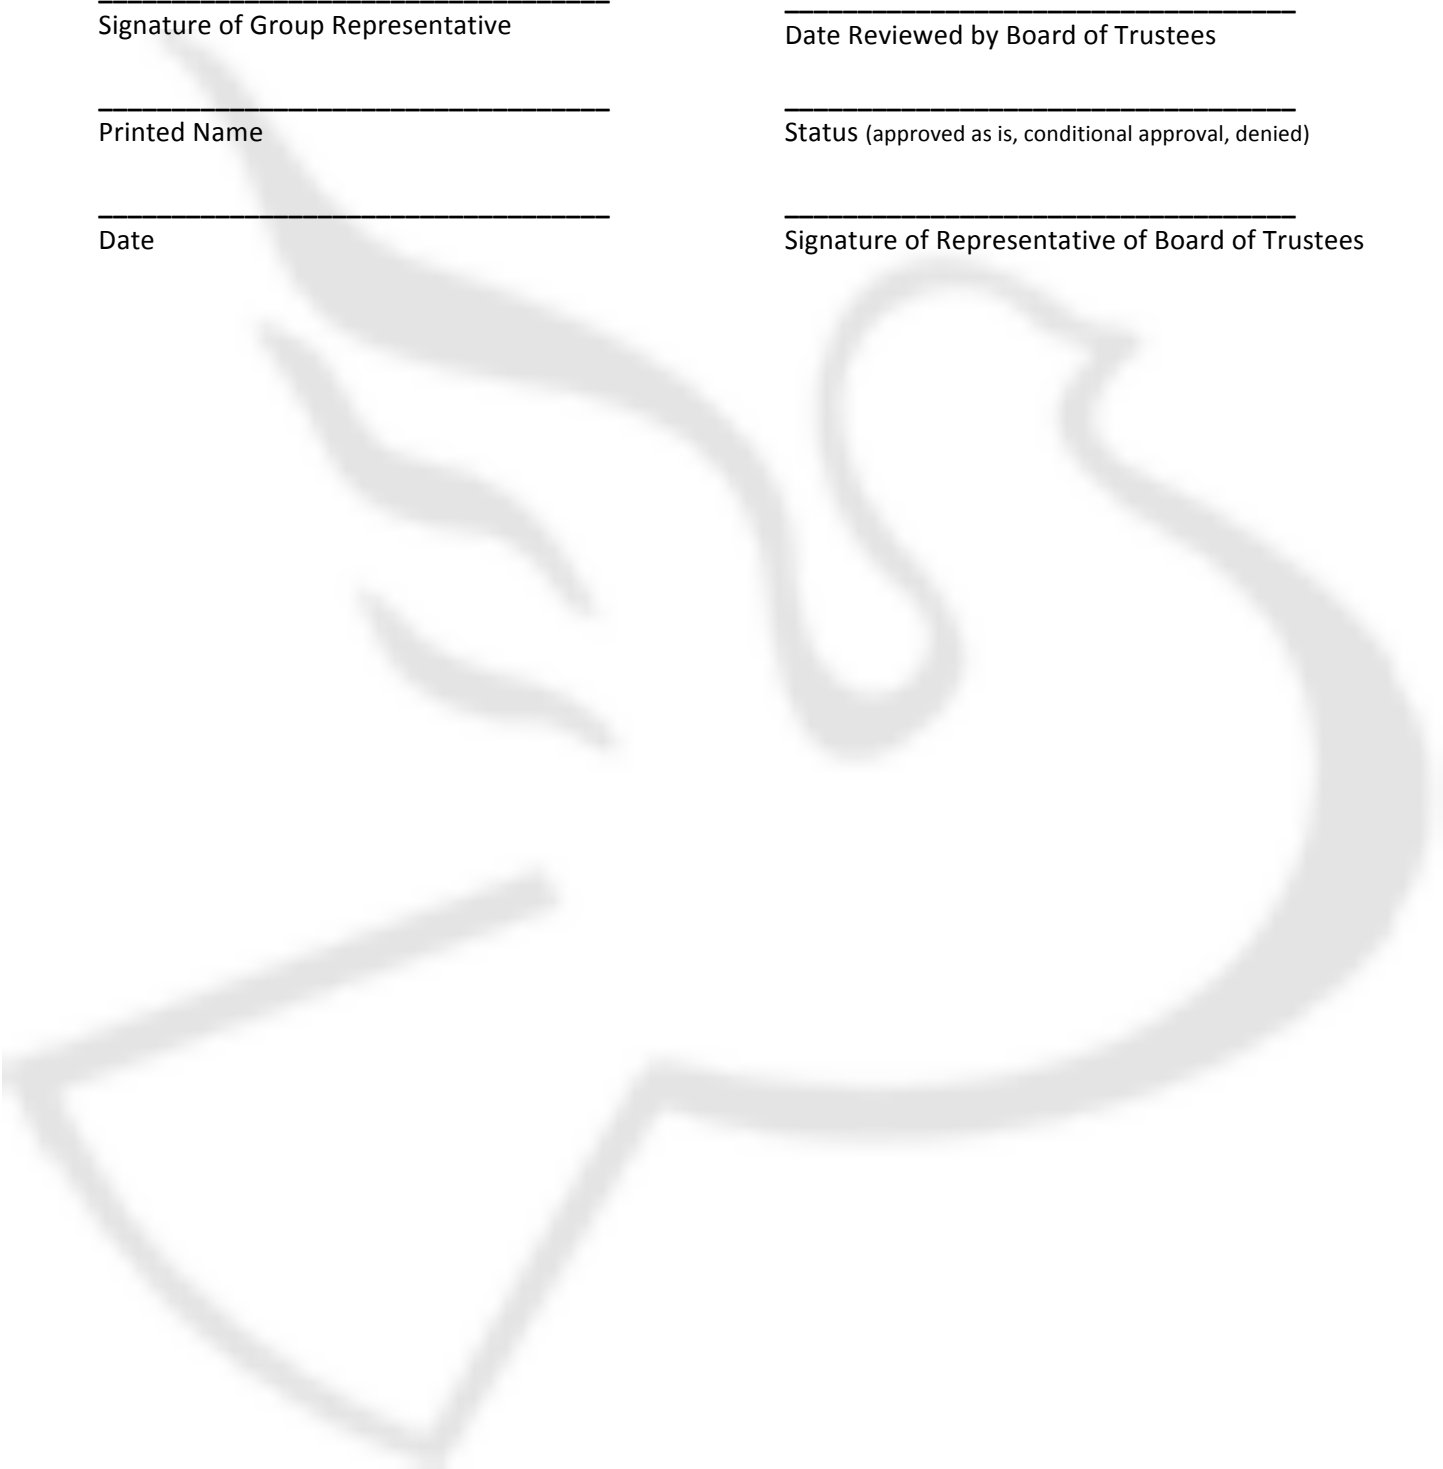 Signature of Group Representative
Date Reviewed by Board of Trustees
Printed Name
Status (approved as is, conditional approval, denied)
Date
Signature of Representative of Board of Trustees